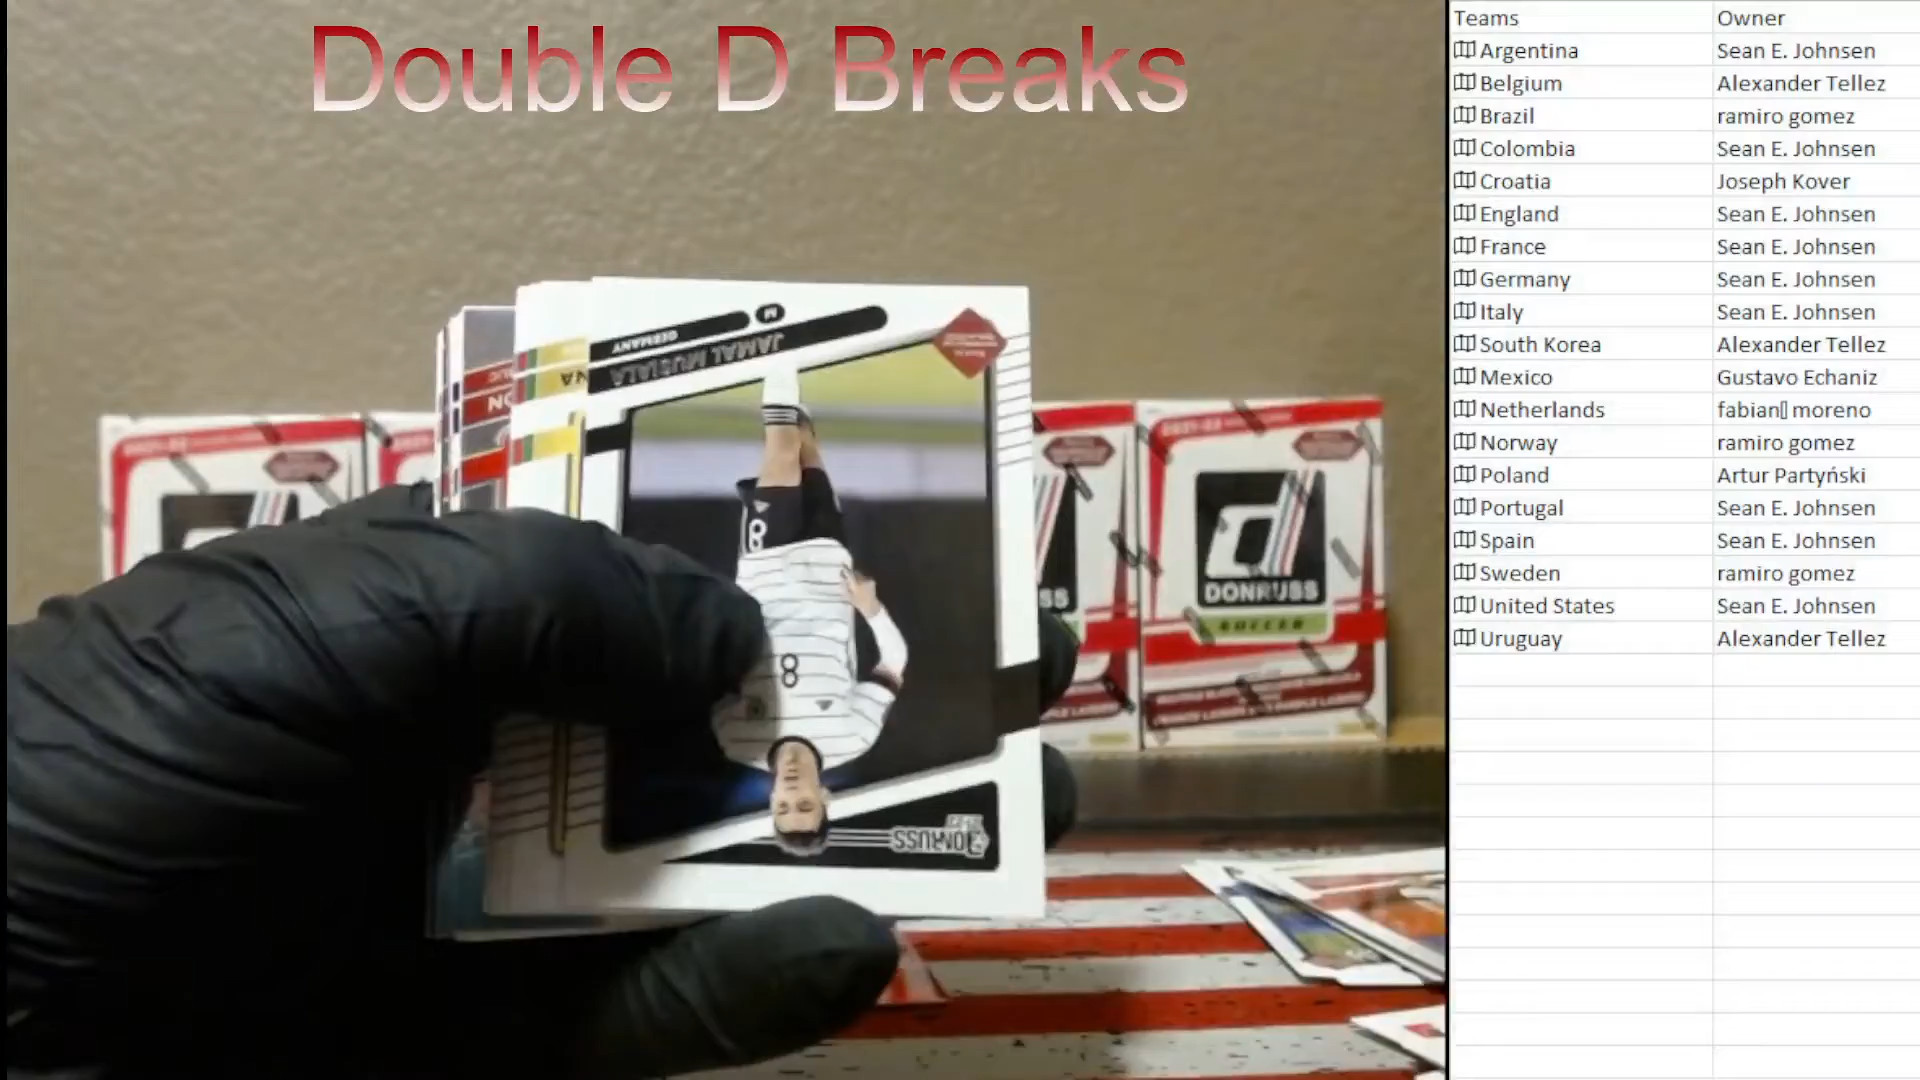 Double D Breaks
Teams Owner
Argentina Sean E. Johnsen
Belgium Alexander Tellez
Brazil ramiro gomez
Colombia Sean E. Johnsen
Croatia Joseph Kover
England Sean E. Johnsen
France Sean E. Johnsen
Germany Sean E. Johnsen
Italy Sean E. Johnsen
South Korea Alexander Tellez
Mexico Gustavo Echaniz
Netherlands fabian moreno
Norway ramiro gomez
Poland Artur Partyński
Portugal Sean E. Johnsen
Spain Sean E. Johnsen
Sweden ramiro gomez
United States Sean E. Johnsen
Uruguay Alexander Tellez
M
GERMANY
JAMAL MUSIALA
8
8
DONRUSS
DONRUSS
SOCCER